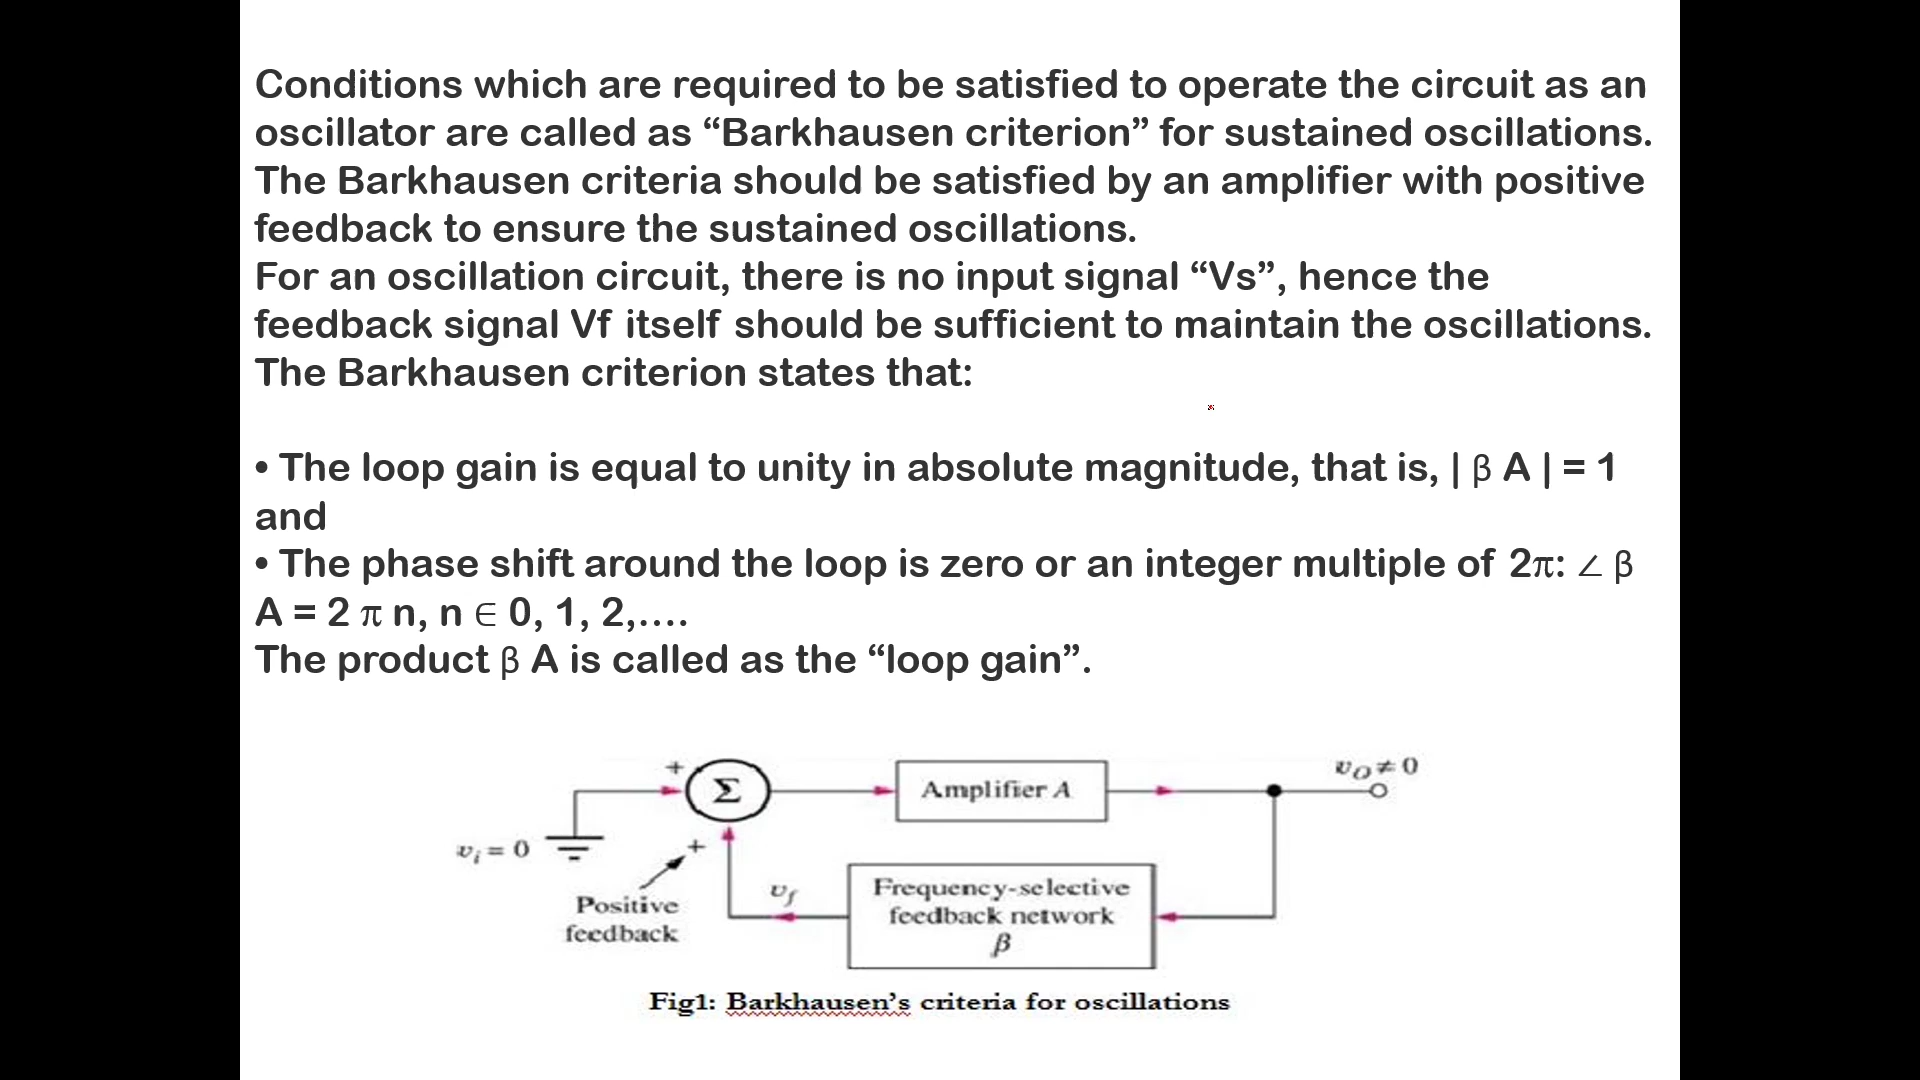 Conditions which are required to be satisfied to operate the circuit as an
oscillator are called as “Barkhausen criterion” for sustained oscillations.
The Barkhausen criteria should be satisfied by an amplifier with positive
feedback to ensure the sustained oscillations.
For an oscillation circuit, there is no input signal “Vs”, hence the
feedback signal Vf itself should be sufficient to maintain the oscillations.
The Barkhausen criterion states that:
• The loop gain is equal to unity in absolute magnitude, that is, | β A | = 1
and
• The phase shift around the loop is zero or an integer multiple of 2π: ∠ β
A = 2 π n, n ∈ 0, 1, 2,....
The product β A is called as the “loop gain”.
+
Σ
Amplifier A
v_O ≠ 0
v_i = 0
+
Positive
feedback
v_f
Frequency-selective
feedback network
β
Fig1: Barkhausen’s criteria for oscillations